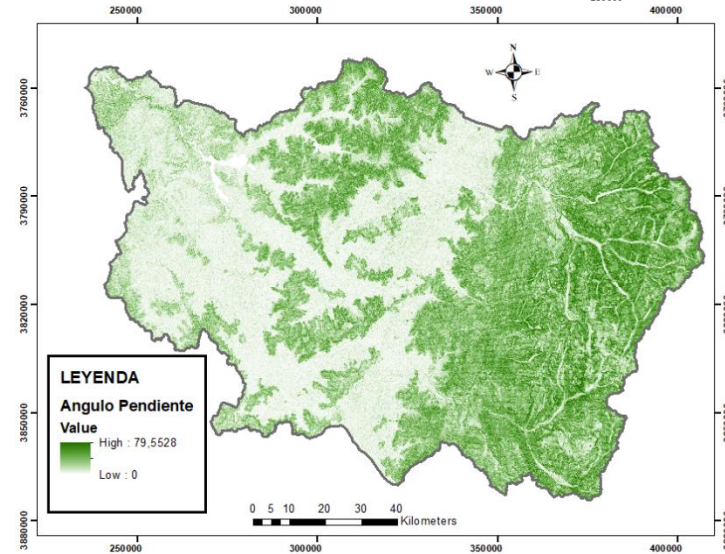 250000 300000 350000 400000
N
W E
S
3760000
3790000
3820000
3850000
3880000
LEYENDA
Angulo Pendiente
Value
High : 79,5528
Low : 0
0 5 10 20 30 40
Kilometers
250000 300000 350000 400000